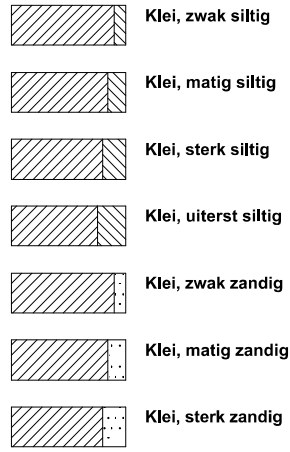 Klei, zwak siltig
Klei, matig siltig
Klei, sterk siltig
Klei, uiterst siltig
Klei, zwak zandig
Klei, matig zandig
Klei, sterk zandig